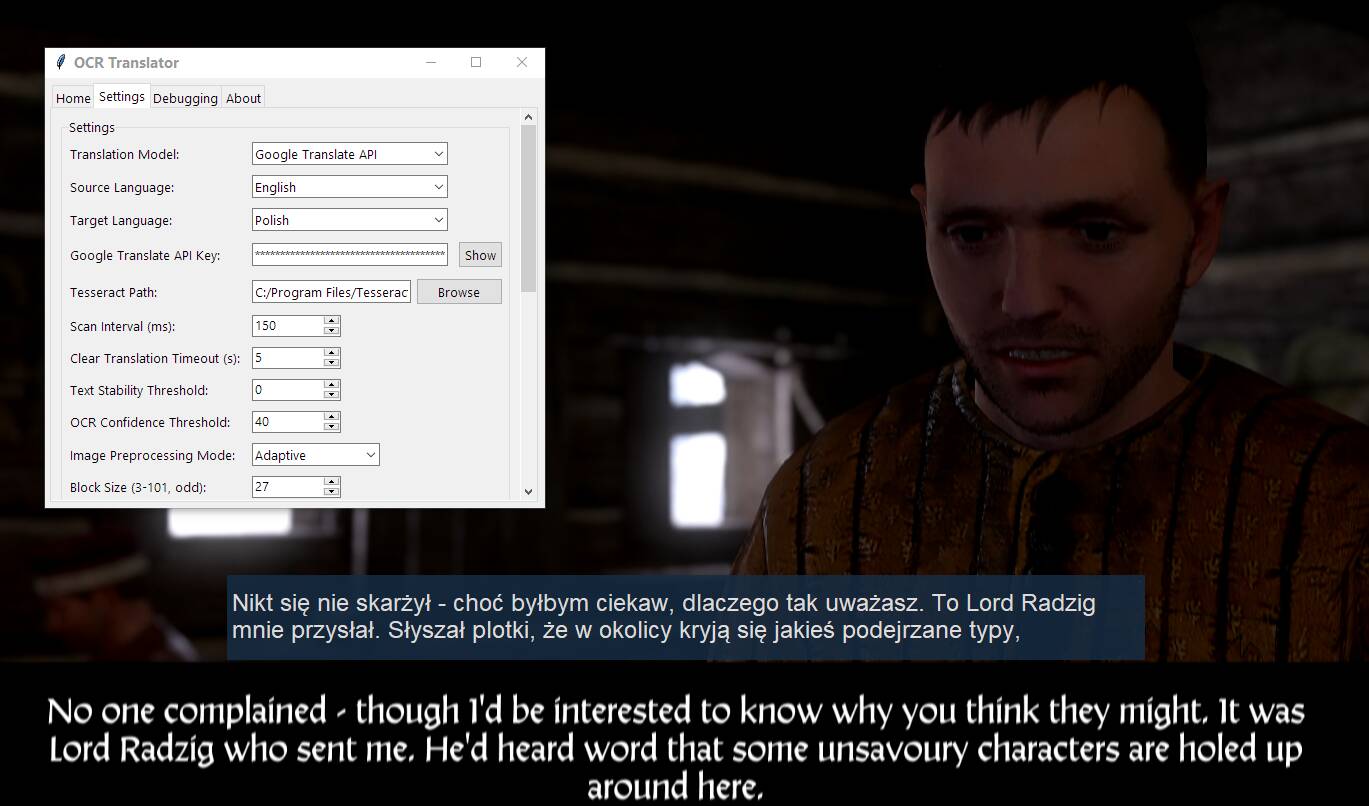 OCR Translator
Home Settings Debugging About
Settings
Translation Model: Google Translate API
Source Language: English
Target Language: Polish
Google Translate API Key: ************************************** Show
Tesseract Path: C:/Program Files/Tesserac Browse
Scan Interval (ms): 150
Clear Translation Timeout (s): 5
Text Stability Threshold: 0
OCR Confidence Threshold: 40
Image Preprocessing Mode: Adaptive
Block Size (3-101, odd): 27
Nikt się nie skarżył - choć byłbym ciekaw, dlaczego tak uważasz. To Lord Radzig
mnie przysłał. Słyszał plotki, że w okolicy kryją się jakieś podejrzane typy,
No one complained - though I'd be interested to know why you think they might. It was
Lord Radzig who sent me. He'd heard word that some unsavoury characters are holed up
around here.